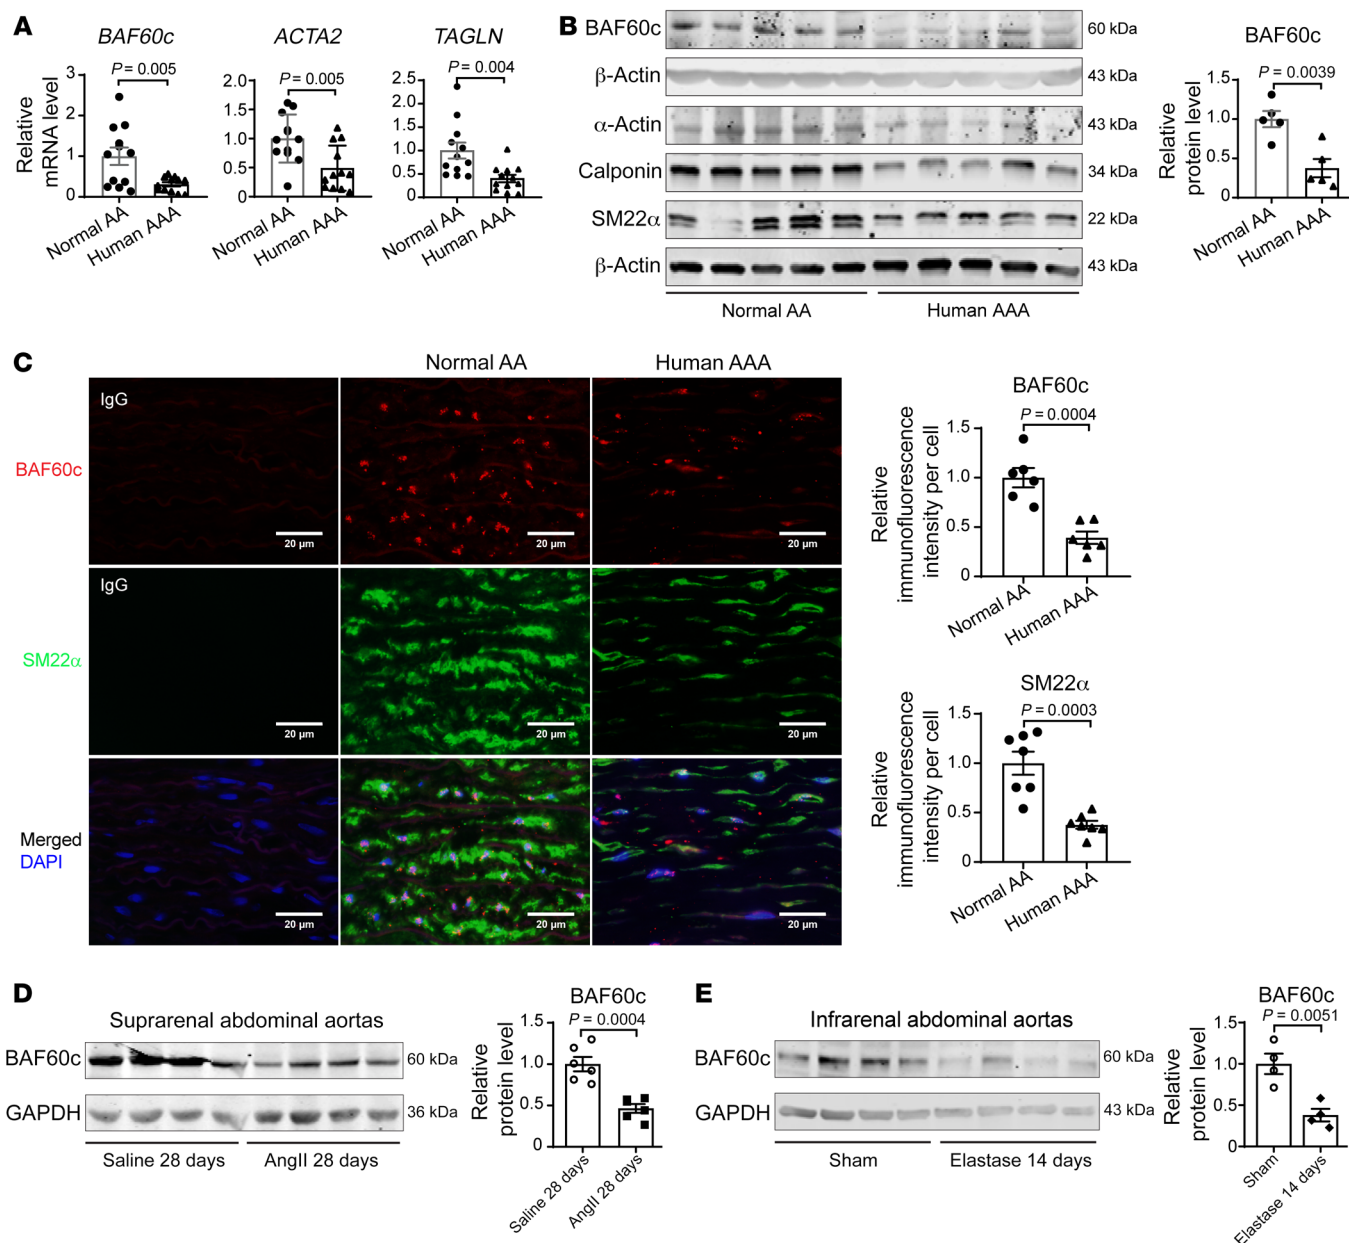 A
BAF60c
ACTA2
TAGLN
Relative
mRNA level
3
2
1
0
P = 0.005
Normal AA
Human AAA
2.0
1.5
1.0
0.5
0
P = 0.005
Normal AA
Human AAA
2.5
2.0
1.5
1.0
0.5
0
P = 0.004
Normal AA
Human AAA
B
BAF60c
60 kDa
β-Actin
43 kDa
α-Actin
43 kDa
Calponin
34 kDa
SM22α
22 kDa
β-Actin
43 kDa
Normal AA
Human AAA
BAF60c
Relative
protein level
1.5
1.0
0.5
0
P = 0.0039
Normal AA
Human AAA
C
Normal AA
Human AAA
BAF60c
IgG
20 µm
20 µm
20 µm
SM22α
IgG
20 µm
20 µm
20 µm
Merged
DAPI
20 µm
20 µm
20 µm
BAF60c
Relative
immunofluorescence
intensity per cell
1.5
1.0
0.5
0
P = 0.0004
Normal AA
Human AAA
SM22α
Relative
immunofluorescence
intensity per cell
1.5
1.0
0.5
0
P = 0.0003
Normal AA
Human AAA
D
Suprarenal abdominal aortas
BAF60c
60 kDa
GAPDH
36 kDa
Saline 28 days
AngII 28 days
BAF60c
Relative
protein level
1.5
1.0
0.5
0
P = 0.0004
Saline 28 days
AngII 28 days
E
Infrarenal abdominal aortas
BAF60c
60 kDa
GAPDH
43 kDa
Sham
Elastase 14 days
BAF60c
Relative
protein level
1.5
1.0
0.5
0
P = 0.0051
Sham
Elastase 14 days